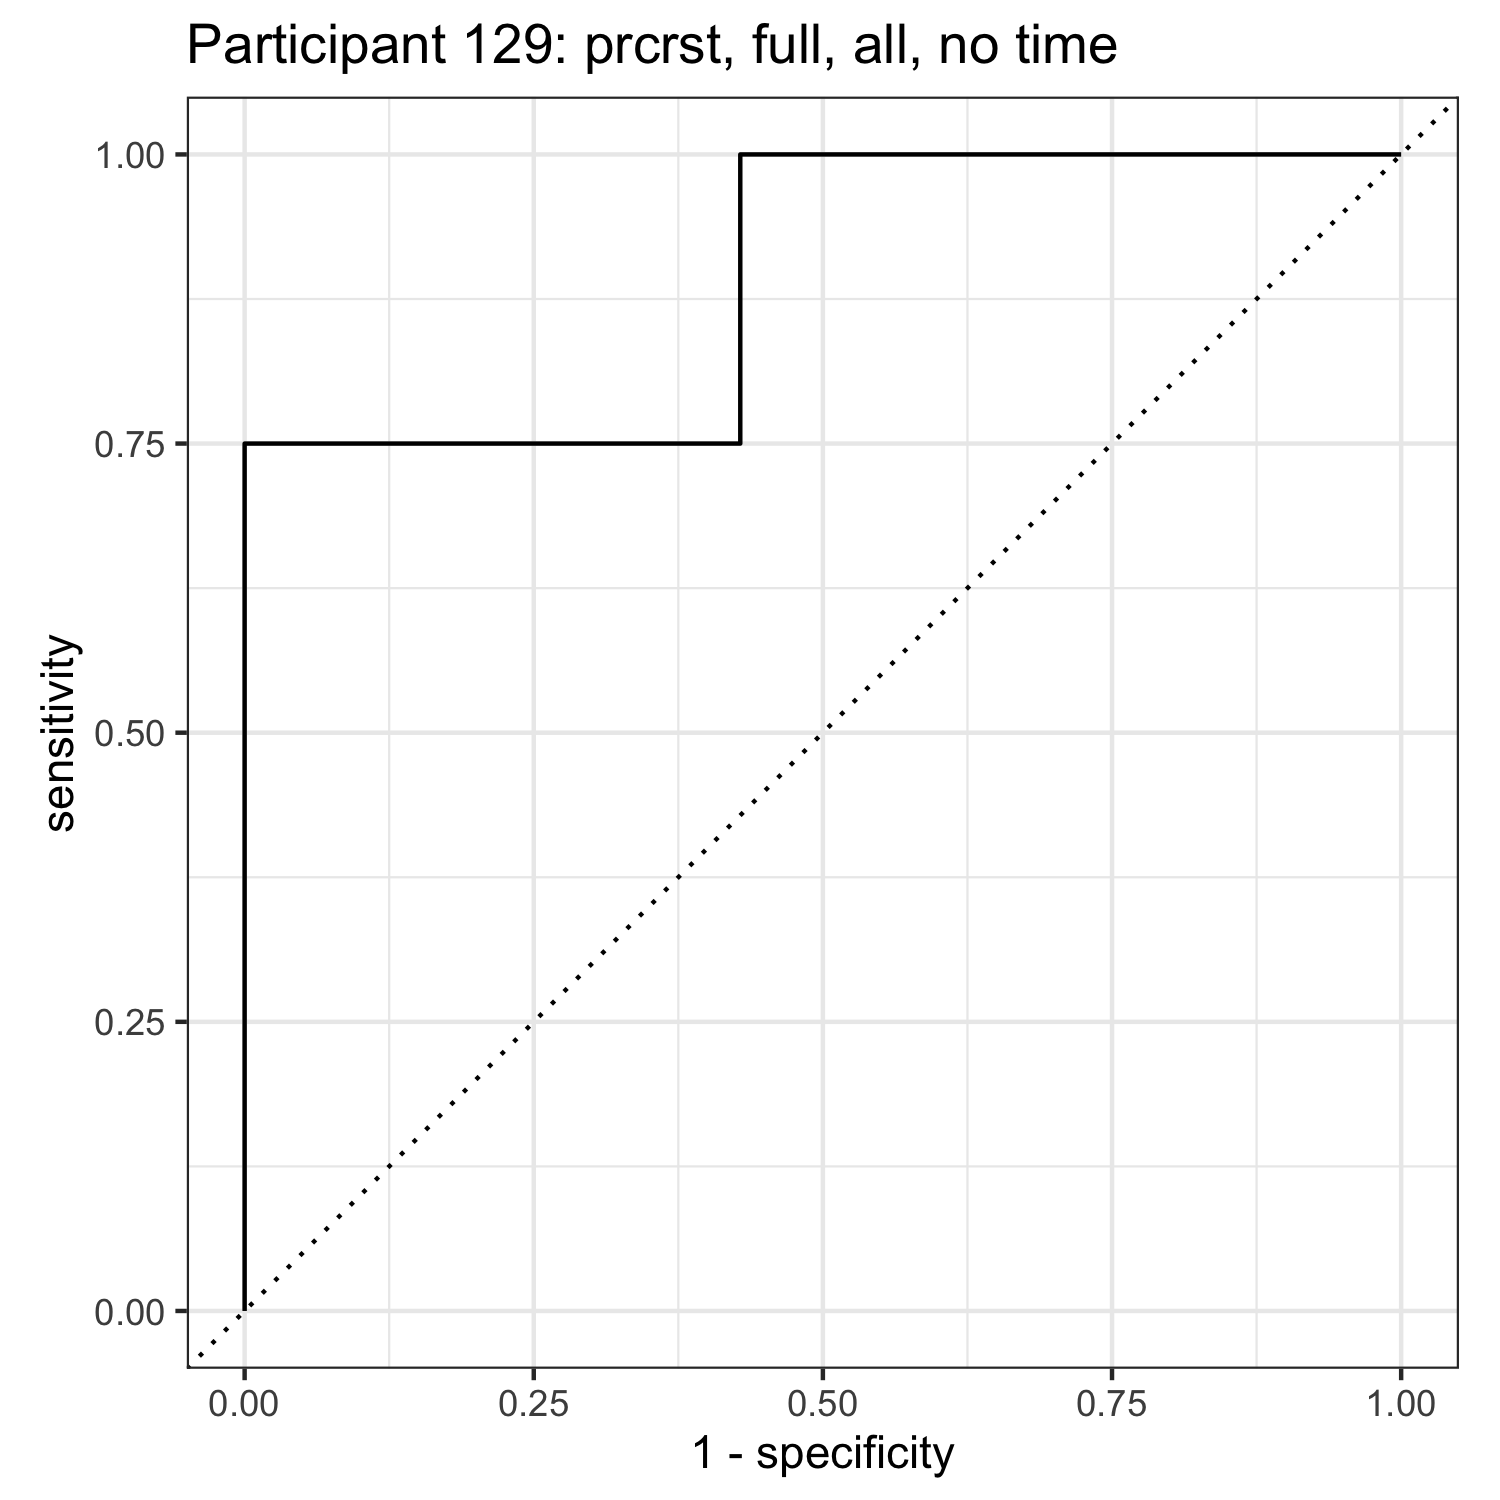 Participant 129: prcrst, full, all, no time
1.00
0.75
0.50
0.25
0.00
sensitivity
0.00 0.25 0.50 0.75 1.00
1 - specificity